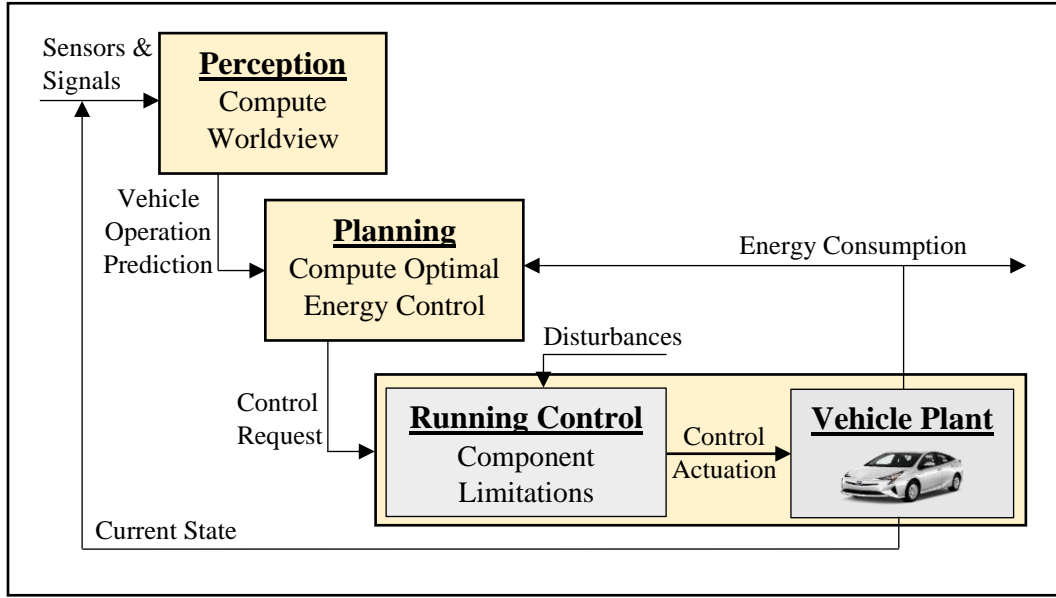 Sensors &
Signals
Perception
Compute
Worldview
Vehicle
Operation
Prediction
Planning
Compute Optimal
Energy Control
Energy Consumption
Disturbances
Control
Request
Running Control
Component
Limitations
Control
Actuation
Vehicle Plant
Current State